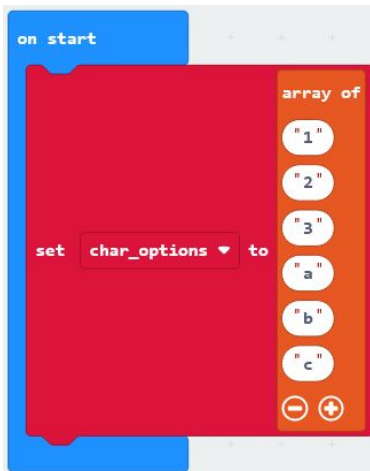 on start
array of
"1"
"2"
"3"
set char_options to
"a"
"b"
"c"